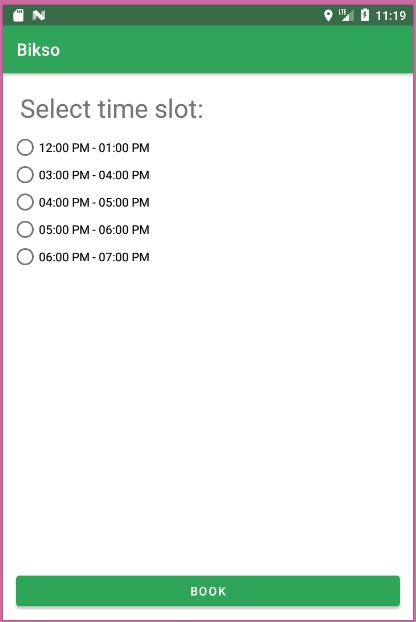 LTE 11:19
Bikso
Select time slot:
12:00 PM - 01:00 PM
03:00 PM - 04:00 PM
04:00 PM - 05:00 PM
05:00 PM - 06:00 PM
06:00 PM - 07:00 PM
BOOK